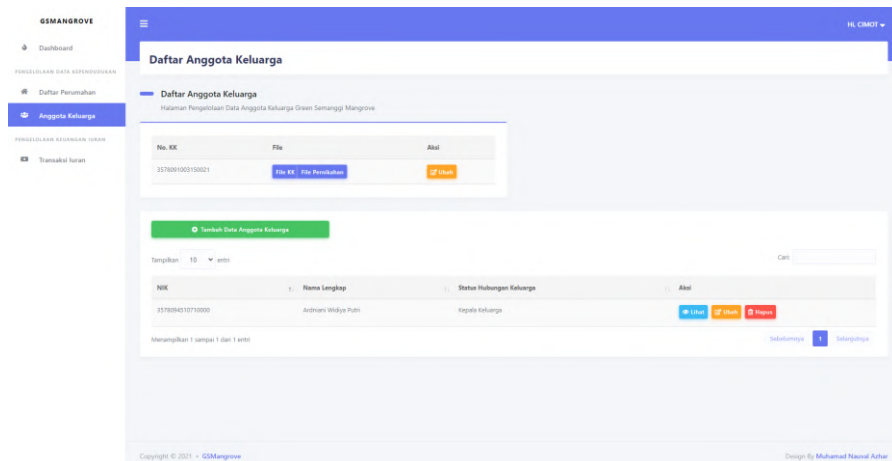 GSMANGROVE
Hi, CIMOT
Dashboard
PENGELOLAAN DATA KEPENDUDUKAN
Daftar Perumahan
Anggota Keluarga
PENGELOLAAN KEUANGAN IURAN
Transaksi Iuran
Daftar Anggota Keluarga
Daftar Anggota Keluarga
Halaman Pengelolaan Data Anggota Keluarga Green Semanggi Mangrove
No. KK File Aksi
3578091003150021 File KK File Pernikahan Ubah
Tambah Data Anggota Keluarga
Tampilkan 10 entri
Cari:
NIK Nama Lengkap Status Hubungan Keluarga Aksi
3578094510710000 Ardniani Widiya Putri Kepala Keluarga Lihat Ubah Hapus
Menampilkan 1 sampai 1 dari 1 entri
Sebelumnya 1 Selanjutnya
Copyright © 2021 • GSMangrove
Design By Muhamad Nauval Azhar